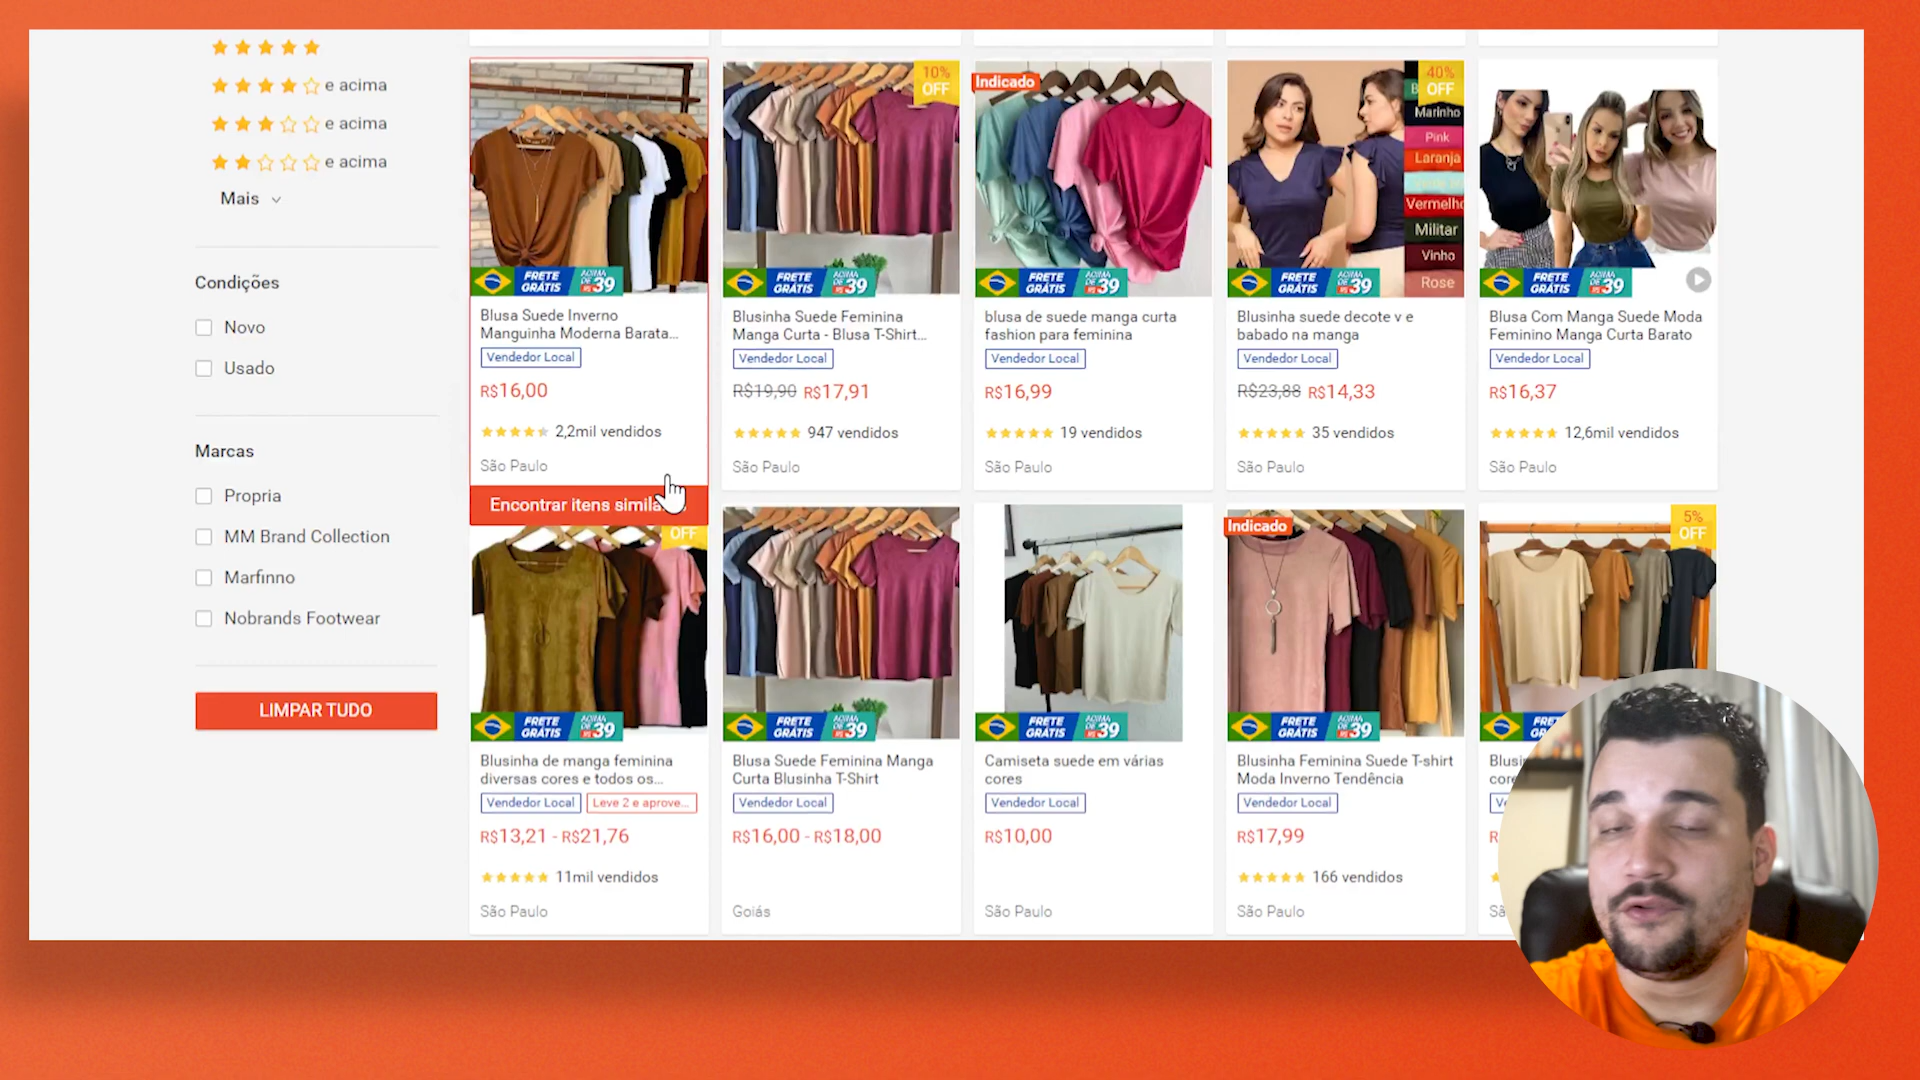 e acima
e acima
e acima
Mais
Condições
Novo
Usado
Marcas
Propria
MM Brand Collection
Marfinno
Nobrands Footwear
LIMPAR TUDO
FRETE GRÁTIS
ACIMA DE R$39
Blusa Suede Inverno
Manguinha Moderna Barata...
Vendedor Local
R$16,00
2,2mil vendidos
São Paulo
Encontrar itens simila
10%
OFF
FRETE GRÁTIS
ACIMA DE R$39
Blusinha Suede Feminina
Manga Curta - Blusa T-Shirt...
Vendedor Local
R$19,90 R$17,91
947 vendidos
São Paulo
Indicado
FRETE GRÁTIS
ACIMA DE R$39
blusa de suede manga curta
fashion para feminina
Vendedor Local
R$16,99
19 vendidos
São Paulo
40%
OFF
Marinho
Pink
Laranja
Vermelho
Militar
Vinho
Rose
FRETE GRÁTIS
ACIMA DE R$39
Blusinha suede decote v e
babado na manga
Vendedor Local
R$23,88 R$14,33
35 vendidos
São Paulo
FRETE GRÁTIS
ACIMA DE R$39
Blusa Com Manga Suede Moda
Feminino Manga Curta Barato
Vendedor Local
R$16,37
12,6mil vendidos
São Paulo
OFF
FRETE GRÁTIS
ACIMA DE R$39
Blusinha de manga feminina
diversas cores e todos os...
Vendedor Local
Leve 2 e aprove...
R$13,21 - R$21,76
11mil vendidos
São Paulo
FRETE GRÁTIS
ACIMA DE R$39
Blusa Suede Feminina Manga
Curta Blusinha T-Shirt
Vendedor Local
R$16,00 - R$18,00
Goiás
FRETE GRÁTIS
ACIMA DE R$39
Camiseta suede em várias
cores
Vendedor Local
R$10,00
São Paulo
Indicado
FRETE GRÁTIS
ACIMA DE R$39
Blusinha Feminina Suede T-shirt
Moda Inverno Tendência
Vendedor Local
R$17,99
166 vendidos
São Paulo
5%
OFF